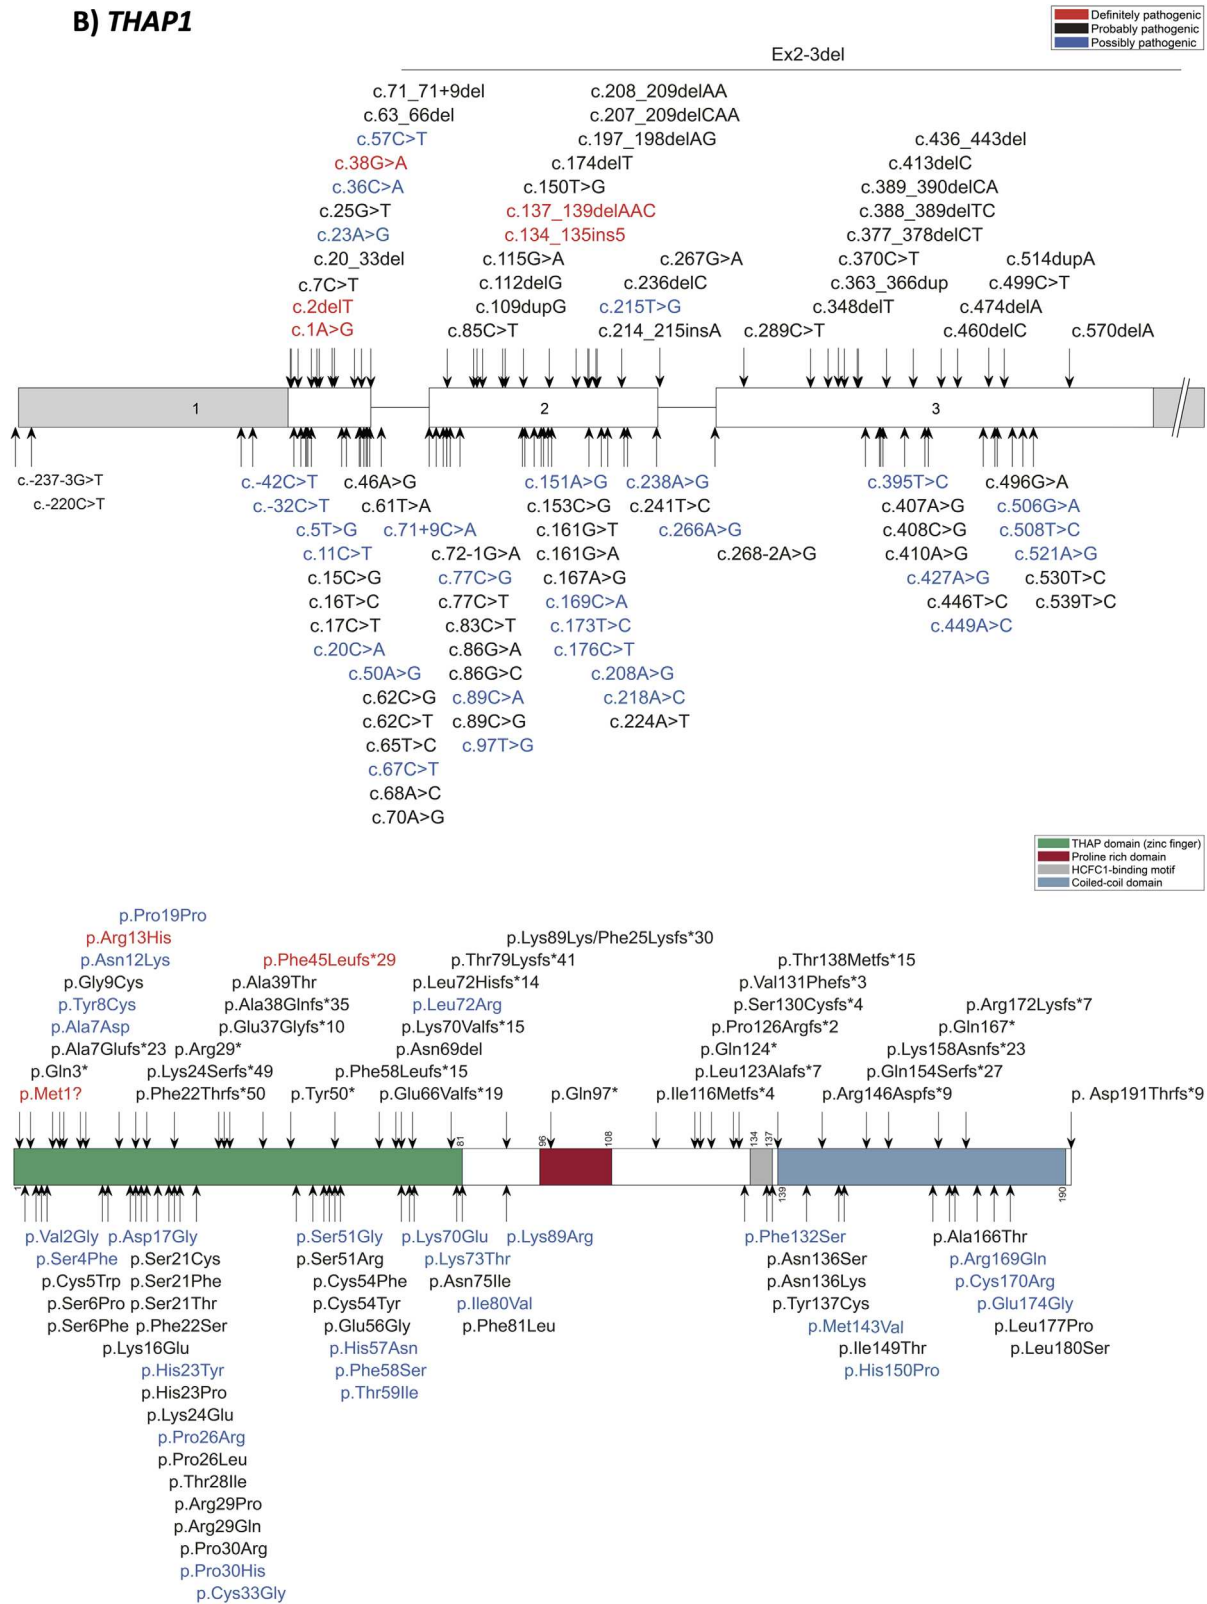 B) THAP1
Definitely pathogenic
Probably pathogenic
Possibly pathogenic
Ex2-3del
c.71_71+9del
c.208_209delAA
c.63_66del
c.207_209delCAA
c.57C>T
c.197_198delAG
c.436_443del
c.38G>A
c.174delT
c.413delC
c.36C>A
c.150T>G
c.389_390delCA
c.25G>T
c.137_139delAAC
c.388_389delTC
c.23A>G
c.134_135ins5
c.377_378delCT
c.20_33del
c.115G>A
c.267G>A
c.370C>T
c.514dupA
c.7C>T
c.112delG
c.236delC
c.363_366dup
c.499C>T
c.2delT
c.109dupG
c.215T>G
c.348delT
c.474delA
c.1A>G
c.85C>T
c.214_215insA
c.289C>T
c.460delC
c.570delA
1
2
3
c.-237-3G>T
c.-42C>T
c.46A>G
c.151A>G
c.238A>G
c.395T>C
c.496G>A
c.-220C>T
c.-32C>T
c.61T>A
c.153C>G
c.241T>C
c.407A>G
c.506G>A
c.5T>G
c.71+9C>A
c.161G>T
c.266A>G
c.408C>G
c.508T>C
c.11C>T
c.72-1G>A
c.161G>A
c.268-2A>G
c.410A>G
c.521A>G
c.15C>G
c.77C>G
c.167A>G
c.427A>G
c.530T>C
c.16T>C
c.77C>T
c.169C>A
c.446T>C
c.539T>C
c.17C>T
c.83C>T
c.173T>C
c.449A>C
c.20C>A
c.86G>A
c.176C>T
c.50A>G
c.86G>C
c.208A>G
c.62C>G
c.89C>A
c.218A>C
c.62C>T
c.89C>G
c.224A>T
c.65T>C
c.97T>G
c.67C>T
c.68A>C
c.70A>G
THAP domain (zinc finger)
Proline rich domain
HCFC1-binding motif
Coiled-coil domain
p.Pro19Pro
p.Arg13His
p.Lys89Lys/Phe25Lysfs*30
p.Asn12Lys
p.Phe45Leufs*29
p.Thr79Lysfs*41
p.Thr138Metfs*15
p.Gly9Cys
p.Ala39Thr
p.Leu72Hisfs*14
p.Val131Phefs*3
p.Tyr8Cys
p.Ala38Glnfs*35
p.Leu72Arg
p.Ser130Cysfs*4
p.Arg172Lysfs*7
p.Ala7Asp
p.Glu37Glyfs*10
p.Lys70Valfs*15
p.Pro126Argfs*2
p.Gln167*
p.Ala7Glufs*23
p.Arg29*
p.Asn69del
p.Gln124*
p.Lys158Asnfs*23
p.Gln3*
p.Lys24Serfs*49
p.Phe58Leufs*15
p.Leu123Alafs*7
p.Gln154Serfs*27
p.Met1?
p.Phe22Thrfs*50
p.Tyr50*
p.Glu66Valfs*19
p.Gln97*
p.Ile116Metfs*4
p.Arg146Aspfs*9
p. Asp191Thrfs*9
1
81
96
108
134
137
139
190
p.Val2Gly
p.Asp17Gly
p.Ser51Gly
p.Lys70Glu
p.Lys89Arg
p.Phe132Ser
p.Ala166Thr
p.Ser4Phe
p.Ser21Cys
p.Ser51Arg
p.Lys73Thr
p.Asn136Ser
p.Arg169Gln
p.Cys5Trp
p.Ser21Phe
p.Cys54Phe
p.Asn75Ile
p.Asn136Lys
p.Cys170Arg
p.Ser6Pro
p.Ser21Thr
p.Cys54Tyr
p.Ile80Val
p.Tyr137Cys
p.Glu174Gly
p.Ser6Phe
p.Phe22Ser
p.Glu56Gly
p.Phe81Leu
p.Met143Val
p.Leu177Pro
p.Lys16Glu
p.His57Asn
p.Ile149Thr
p.Leu180Ser
p.His23Tyr
p.Phe58Ser
p.His150Pro
p.His23Pro
p.Thr59Ile
p.Lys24Glu
p.Pro26Arg
p.Pro26Leu
p.Thr28Ile
p.Arg29Pro
p.Arg29Gln
p.Pro30Arg
p.Pro30His
p.Cys33Gly